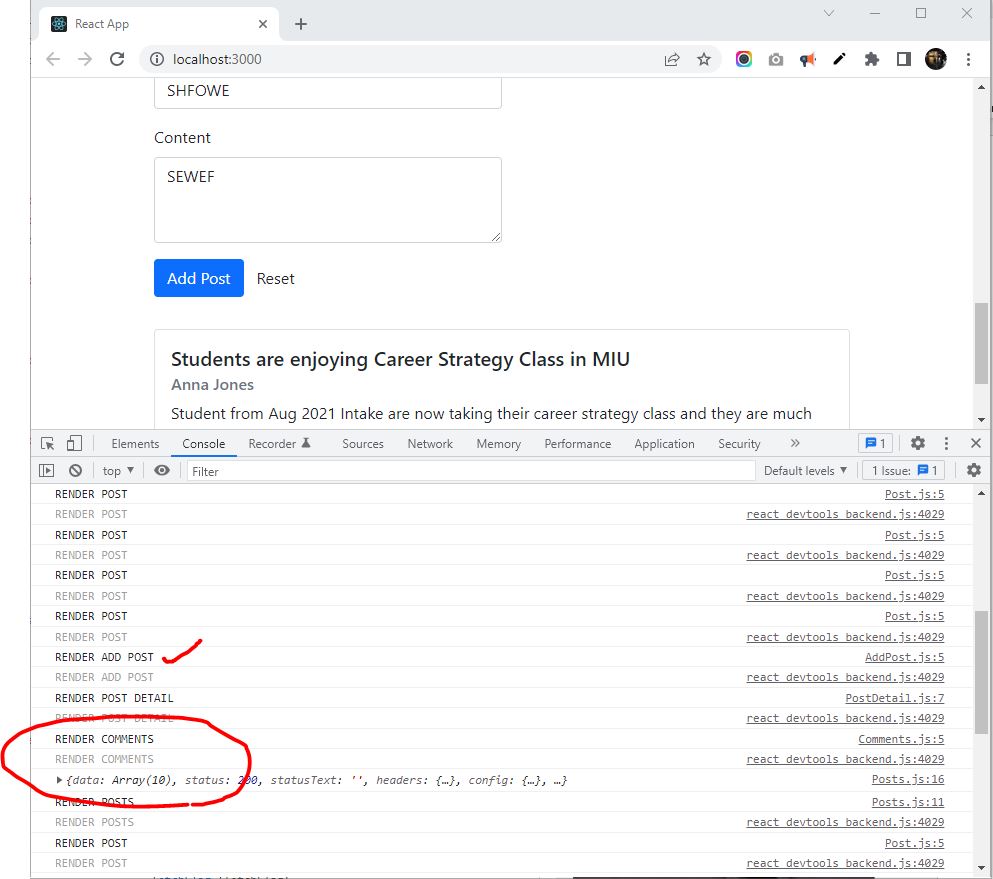 React App
localhost:3000
SHFOWE
Content
SEWEF
Add Post Reset
Students are enjoying Career Strategy Class in MIU
Anna Jones
Student from Aug 2021 Intake are now taking their career strategy class and they are much
Elements Console Recorder Sources Network Memory Performance Application Security 1
top Filter Default levels 1 Issue: 1
RENDER POST Post.js:5
RENDER POST react_devtools_backend.js:4029
RENDER POST Post.js:5
RENDER POST react_devtools_backend.js:4029
RENDER POST Post.js:5
RENDER POST react_devtools_backend.js:4029
RENDER POST Post.js:5
RENDER POST react_devtools_backend.js:4029
RENDER ADD POST AddPost.js:5
RENDER ADD POST react_devtools_backend.js:4029
RENDER POST DETAIL PostDetail.js:7
RENDER POST DETAIL react_devtools_backend.js:4029
RENDER COMMENTS Comments.js:5
RENDER COMMENTS react_devtools_backend.js:4029
{data: Array(10), status: 200, statusText: '', headers: {…}, config: {…}, …} Posts.js:16
RENDER POSTS Posts.js:11
RENDER POSTS react_devtools_backend.js:4029
RENDER POST Post.js:5
RENDER POST react_devtools_backend.js:4029